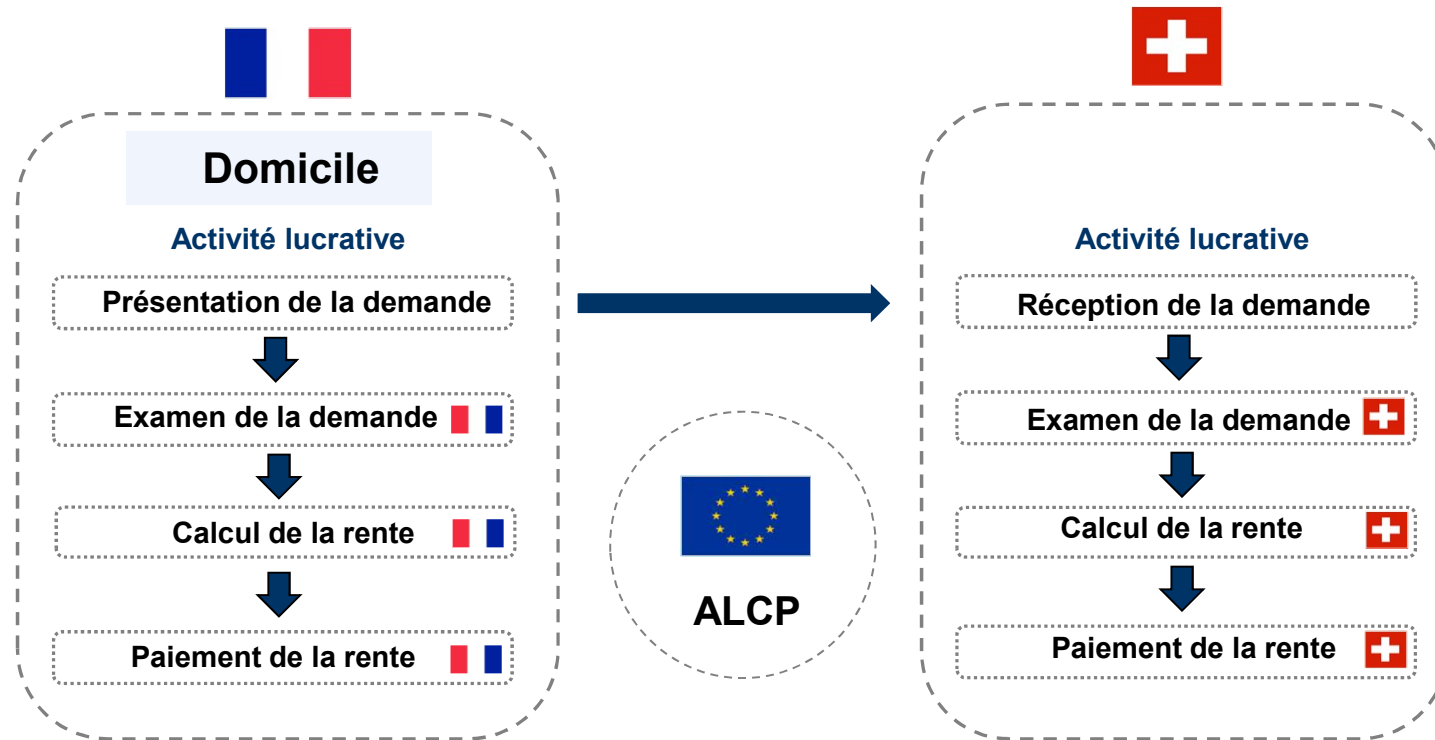 Domicile
Activité lucrative
Présentation de la demande
Examen de la demande
Calcul de la rente
Paiement de la rente
ALCP
Activité lucrative
Réception de la demande
Examen de la demande
Calcul de la rente
Paiement de la rente